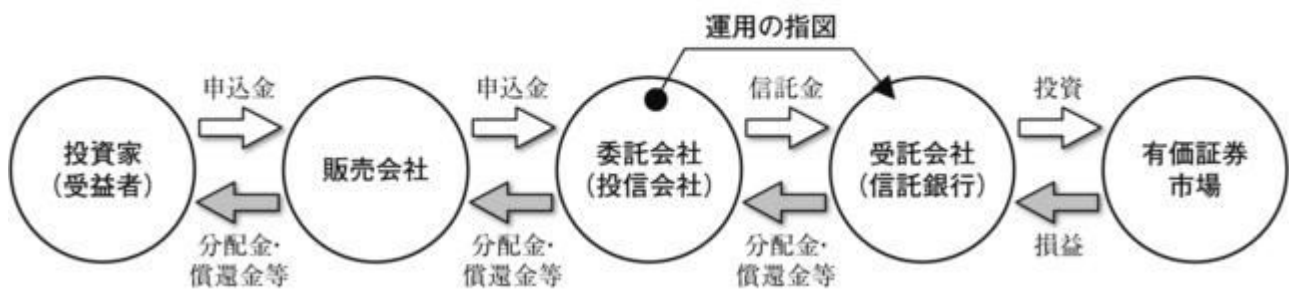 運用の指図
申込金
申込金
信託金
投資
投資家
（受益者）
販売会社
委託会社
（投信会社）
受託会社
（信託銀行）
有価証券
市場
分配金・
償還金等
分配金・
償還金等
分配金・
償還金等
損益